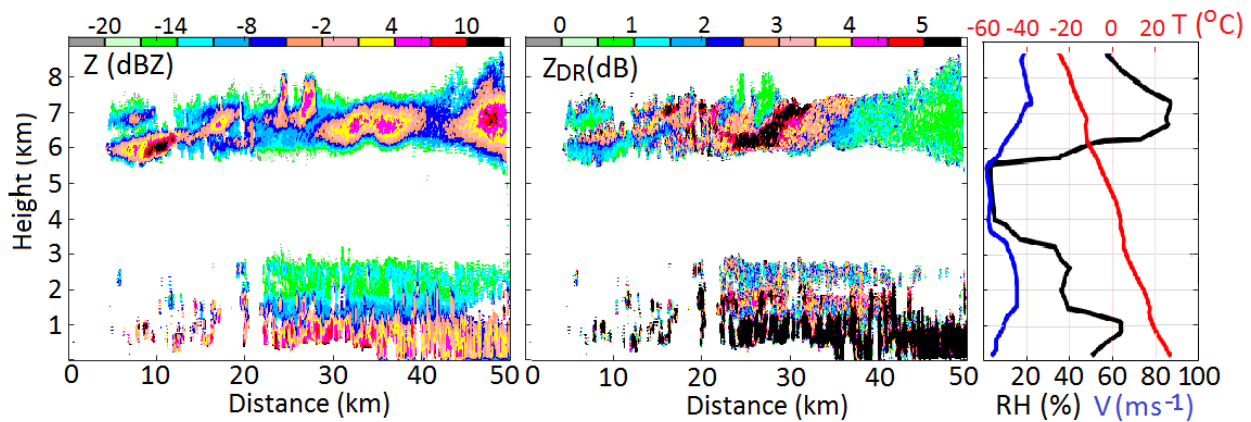 -20 -14 -8 -2 4 10
Z (dBZ)
8
7
6
5
4
3
2
1
Height (km)
0 10 20 30 40 50
Distance (km)
0 1 2 3 4 5
ZDR(dB)
0 10 20 30 40 50
Distance (km)
-60 -40 -20 0 20 T (°C)
20 40 60 80 100
RH (%) V (ms-1)